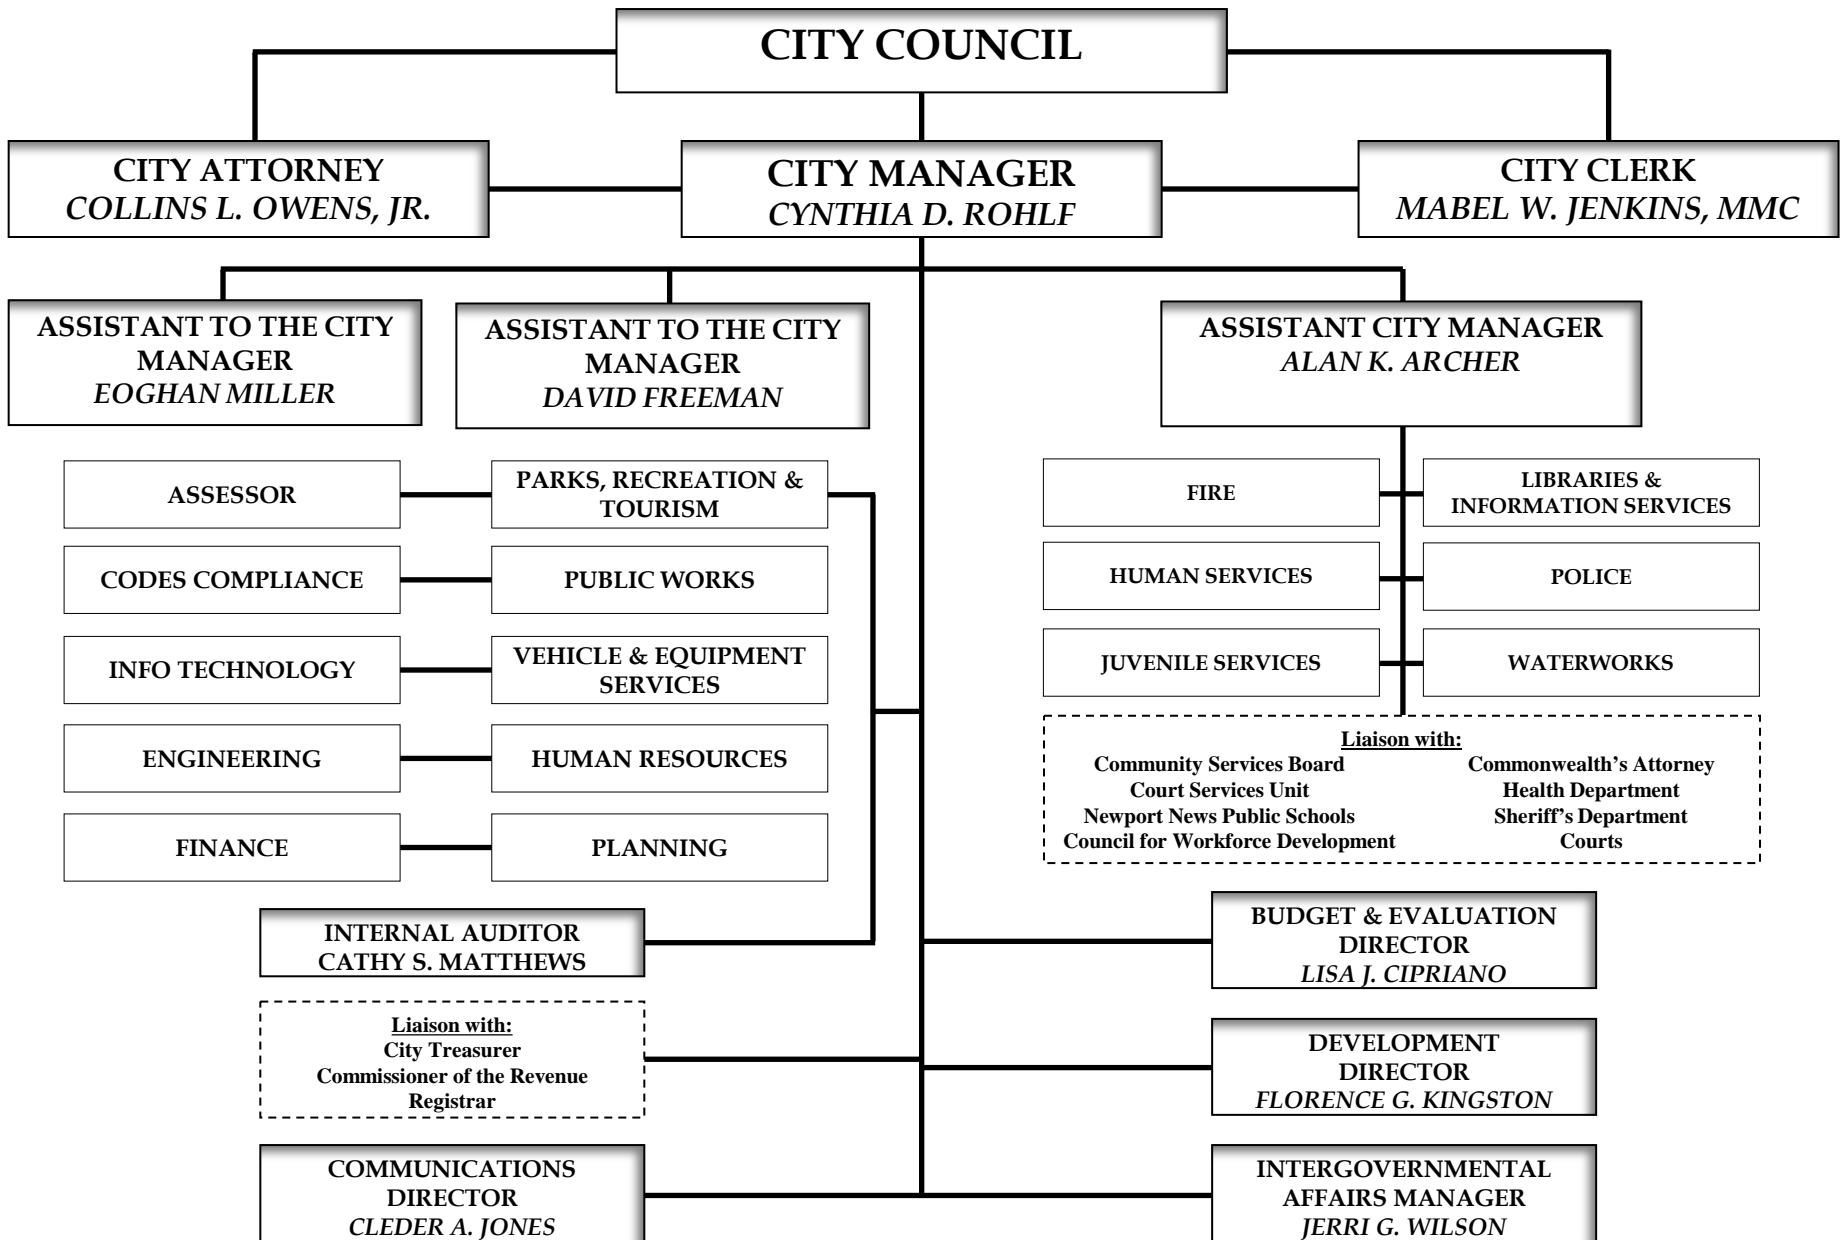 CITY COUNCIL
CITY ATTORNEY
COLLINS L. OWENS, JR.
CITY MANAGER
CYNTHIA D. ROHLF
CITY CLERK
MABEL W. JENKINS, MMC
ASSISTANT TO THE CITY
MANAGER
EOGHAN MILLER
ASSISTANT TO THE CITY
MANAGER
DAVID FREEMAN
ASSISTANT CITY MANAGER
ALAN K. ARCHER
ASSESSOR
PARKS, RECREATION &
TOURISM
CODES COMPLIANCE
PUBLIC WORKS
INFO TECHNOLOGY
VEHICLE & EQUIPMENT
SERVICES
ENGINEERING
HUMAN RESOURCES
FINANCE
PLANNING
FIRE
LIBRARIES &
INFORMATION SERVICES
HUMAN SERVICES
POLICE
JUVENILE SERVICES
WATERWORKS
Liaison with:
Community Services Board
Court Services Unit
Newport News Public Schools
Council for Workforce Development
Commonwealth's Attorney
Health Department
Sheriff's Department
Courts
INTERNAL AUDITOR
CATHY S. MATTHEWS
BUDGET & EVALUATION
DIRECTOR
LISA J. CIPRIANO
Liaison with:
City Treasurer
Commissioner of the Revenue
Registrar
DEVELOPMENT
DIRECTOR
FLORENCE G. KINGSTON
COMMUNICATIONS
DIRECTOR
CLEDER A. JONES
INTERGOVERNMENTAL
AFFAIRS MANAGER
JERRI G. WILSON